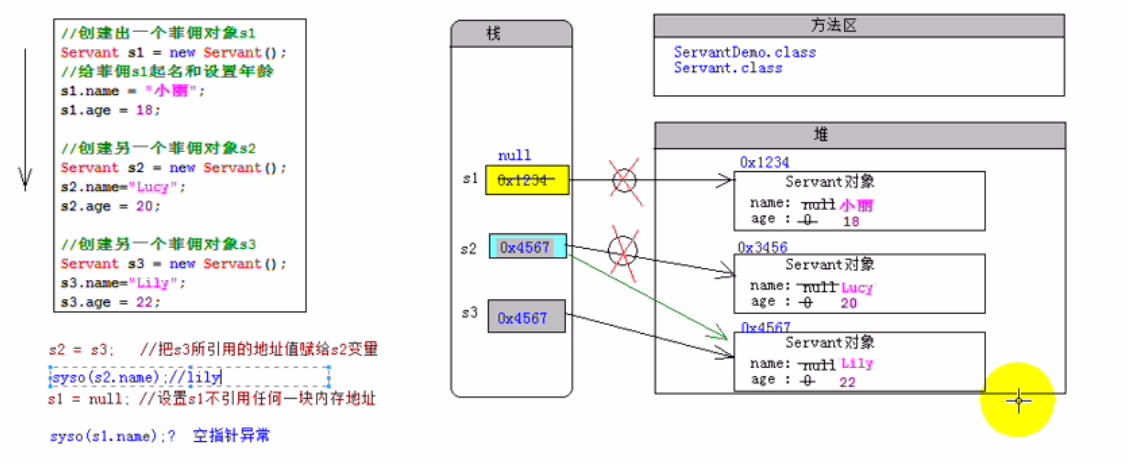 //创建出一个菲佣对象s1
Servant s1 = new Servant();
//给菲佣s1起名和设置年龄
s1.name = "小丽";
s1.age = 18;
//创建另一个菲佣对象s2
Servant s2 = new Servant();
s2.name="Lucy";
s2.age = 20;
//创建另一个菲佣对象s3
Servant s3 = new Servant();
s3.name="Lily";
s3.age = 22;
s2 = s3; //把s3所引用的地址值赋给s2变量
syso(s2.name);//lily
s1 = null; //设置s1不引用任何一块内存地址
syso(s1.name);? 空指针异常
栈
null
s1 0x1234
s2 0x4567
s3 0x4567
方法区
ServantDemo.class
Servant.class
堆
0x1234
Servant对象
name: null 小丽
age : 0 18
0x3456
Servant对象
name: null Lucy
age : 0 20
0x4567
Servant对象
name: null Lily
age : 0 22